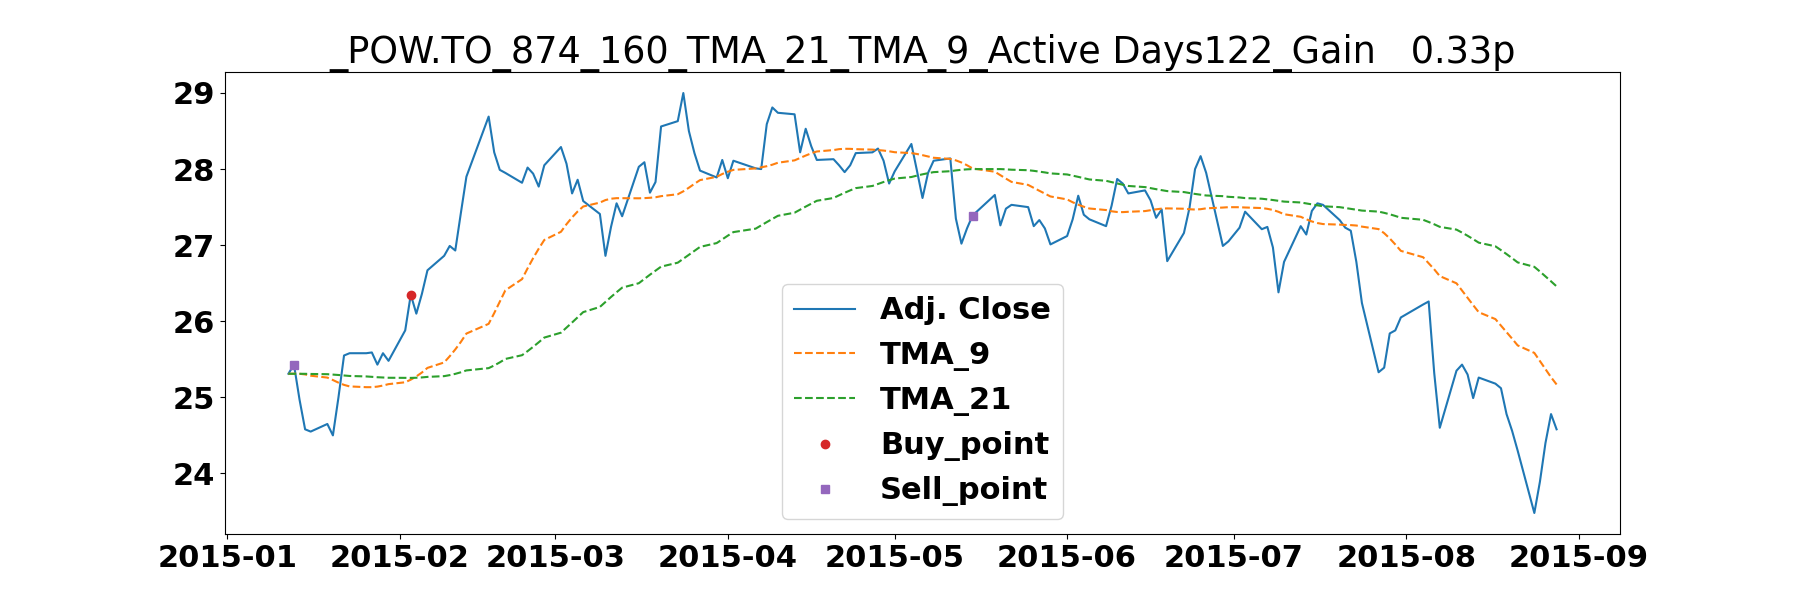 _POW.TO_874_160_TMA_21_TMA_9_Active Days122_Gain   0.33p
29
28
27
26
25
24
Adj. Close
TMA_9
TMA_21
Buy_point
Sell_point
2015-01 2015-02 2015-03 2015-04 2015-05 2015-06 2015-07 2015-08 2015-09